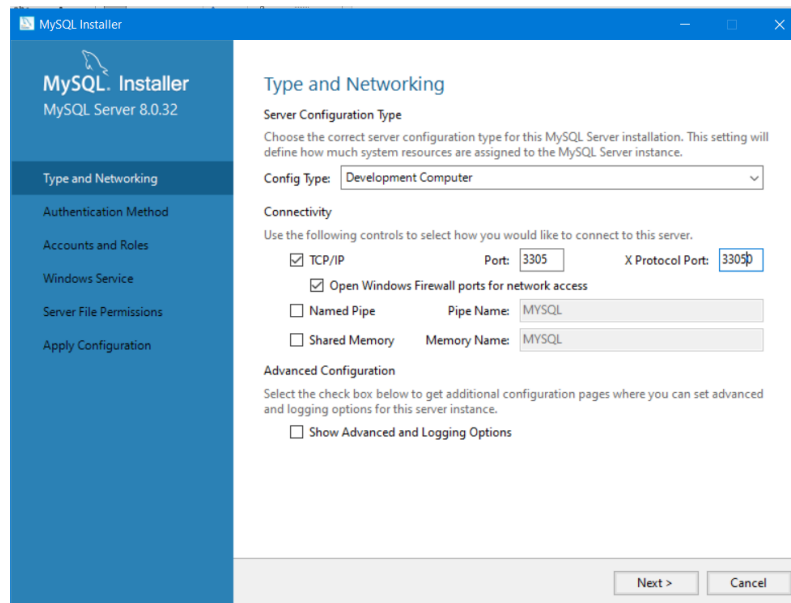 MySQL Installer
MySQL. Installer
MySQL Server 8.0.32
Type and Networking
Authentication Method
Accounts and Roles
Windows Service
Server File Permissions
Apply Configuration
Type and Networking
Server Configuration Type
Choose the correct server configuration type for this MySQL Server installation. This setting will
define how much system resources are assigned to the MySQL Server instance.
Config Type: Development Computer
Connectivity
Use the following controls to select how you would like to connect to this server.
TCP/IP Port: 3305 X Protocol Port: 33050
Open Windows Firewall ports for network access
Named Pipe Pipe Name: MYSQL
Shared Memory Memory Name: MYSQL
Advanced Configuration
Select the check box below to get additional configuration pages where you can set advanced
and logging options for this server instance.
Show Advanced and Logging Options
Next > Cancel